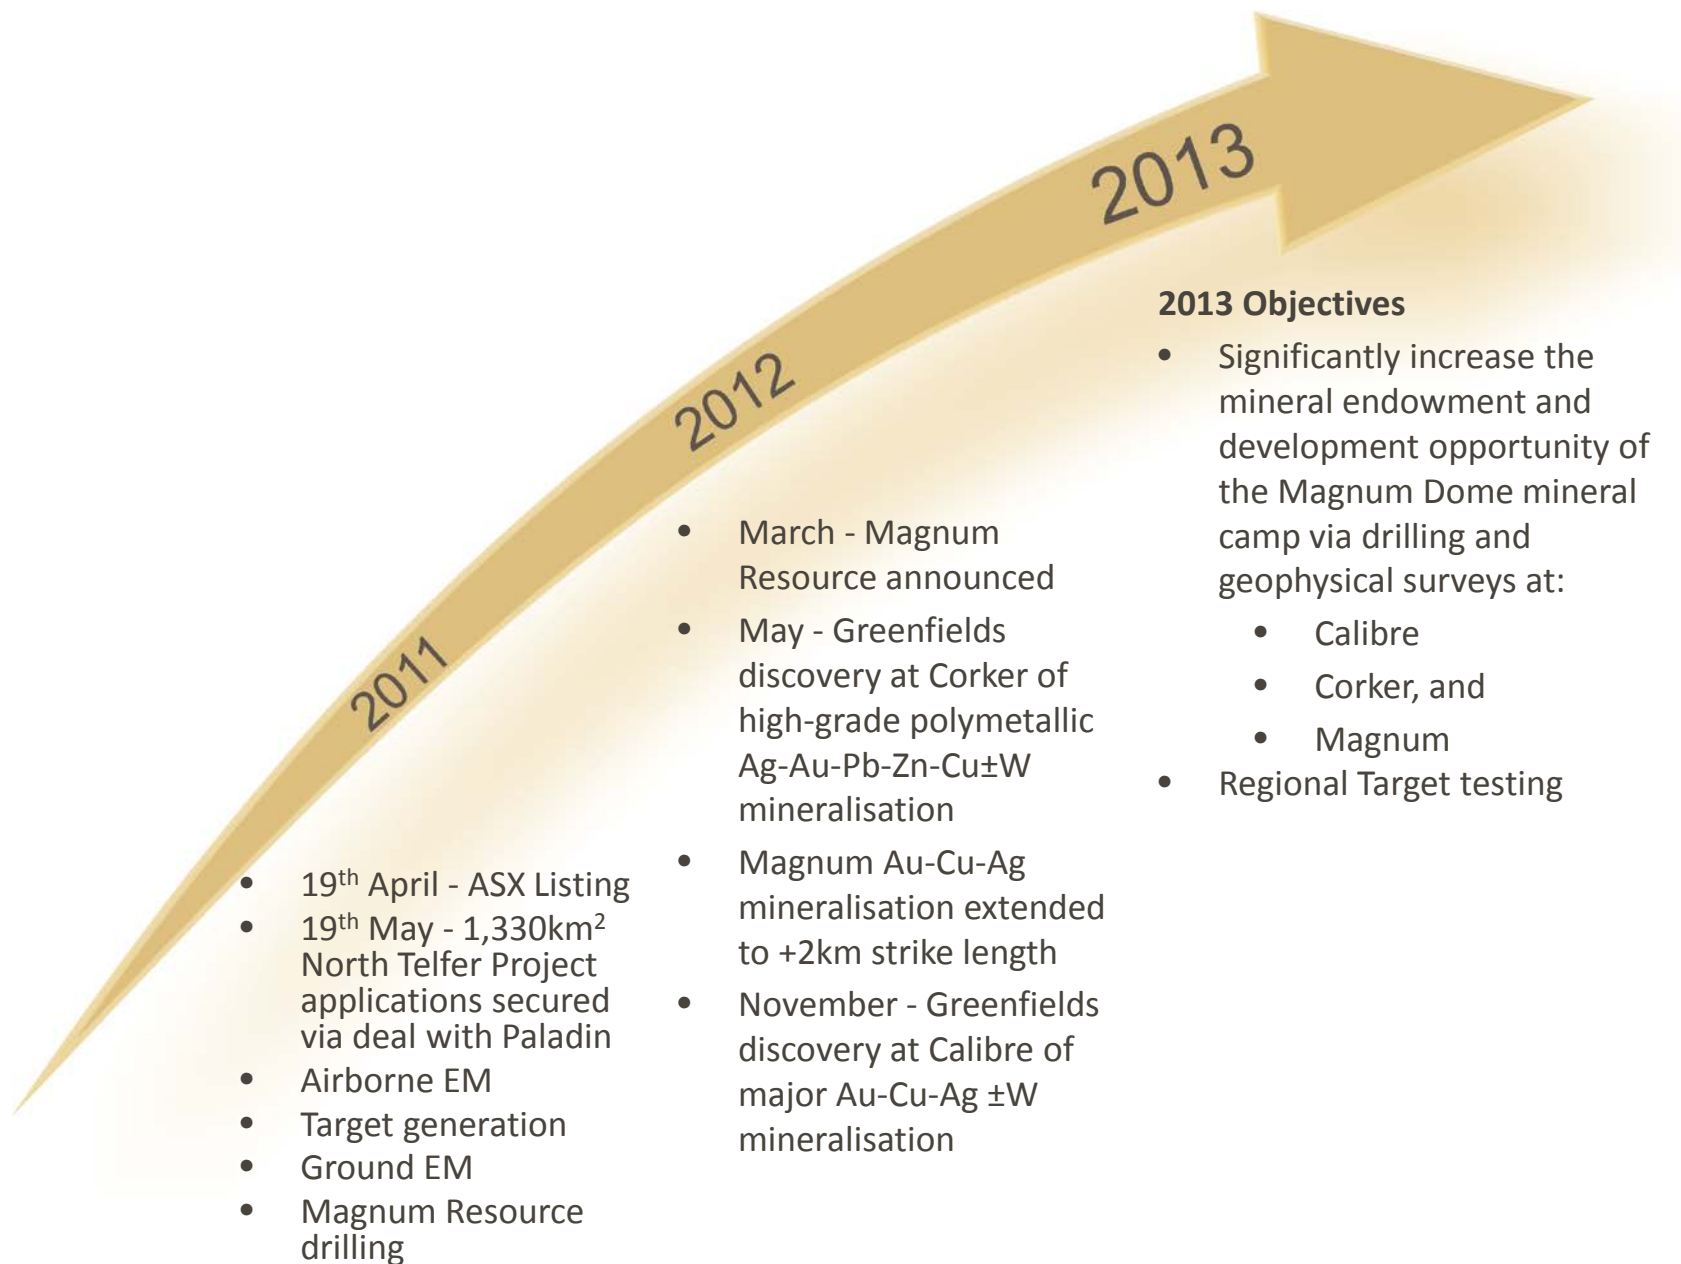 2011
• 19th April - ASX Listing
• 19th May - 1,330km2
North Telfer Project
applications secured
via deal with Paladin
• Airborne EM
• Target generation
• Ground EM
• Magnum Resource
drilling
2012
• March - Magnum
Resource announced
• May - Greenfields
discovery at Corker of
high-grade polymetallic
Ag-Au-Pb-Zn-Cu±W
mineralisation
• Magnum Au-Cu-Ag
mineralisation extended
to +2km strike length
• November - Greenfields
discovery at Calibre of
major Au-Cu-Ag ±W
mineralisation
2013
2013 Objectives
• Significantly increase the
mineral endowment and
development opportunity of
the Magnum Dome mineral
camp via drilling and
geophysical surveys at:
• Calibre
• Corker, and
• Magnum
• Regional Target testing